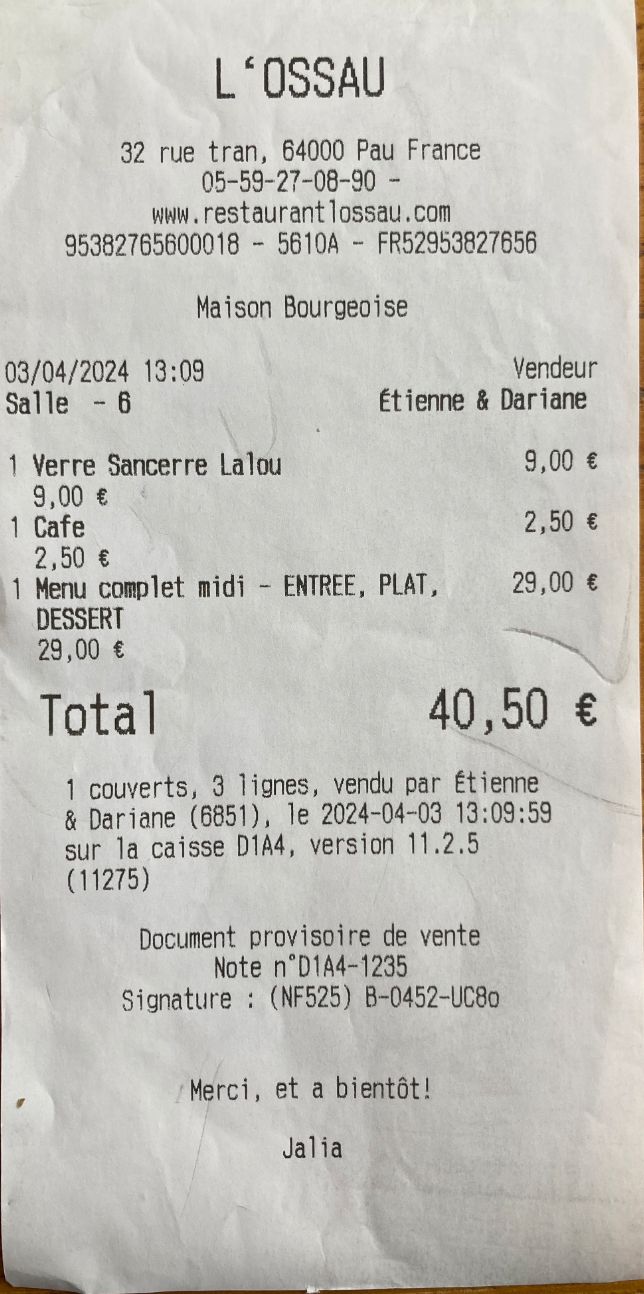 L‘OSSAU
32 rue tran, 64000 Pau France
05-59-27-08-90 -
www.restaurantlossau.com
95382765600018 - 5610A - FR52953827656
Maison Bourgeoise
03/04/2024 13:09 Vendeur
Salle - 6 Étienne & Dariane
1 Verre Sancerre Lalou 9,00 €
9,00 €
1 Cafe 2,50 €
2,50 €
1 Menu complet midi - ENTREE, PLAT, 29,00 €
DESSERT
29,00 €
Total 40,50 €
1 couverts, 3 lignes, vendu par Étienne
& Dariane (6851), le 2024-04-03 13:09:59
sur la caisse D1A4, version 11.2.5
(11275)
Document provisoire de vente
Note n°D1A4-1235
Signature : (NF525) B-0452-UC8o
Merci, et a bientôt!
Jalia